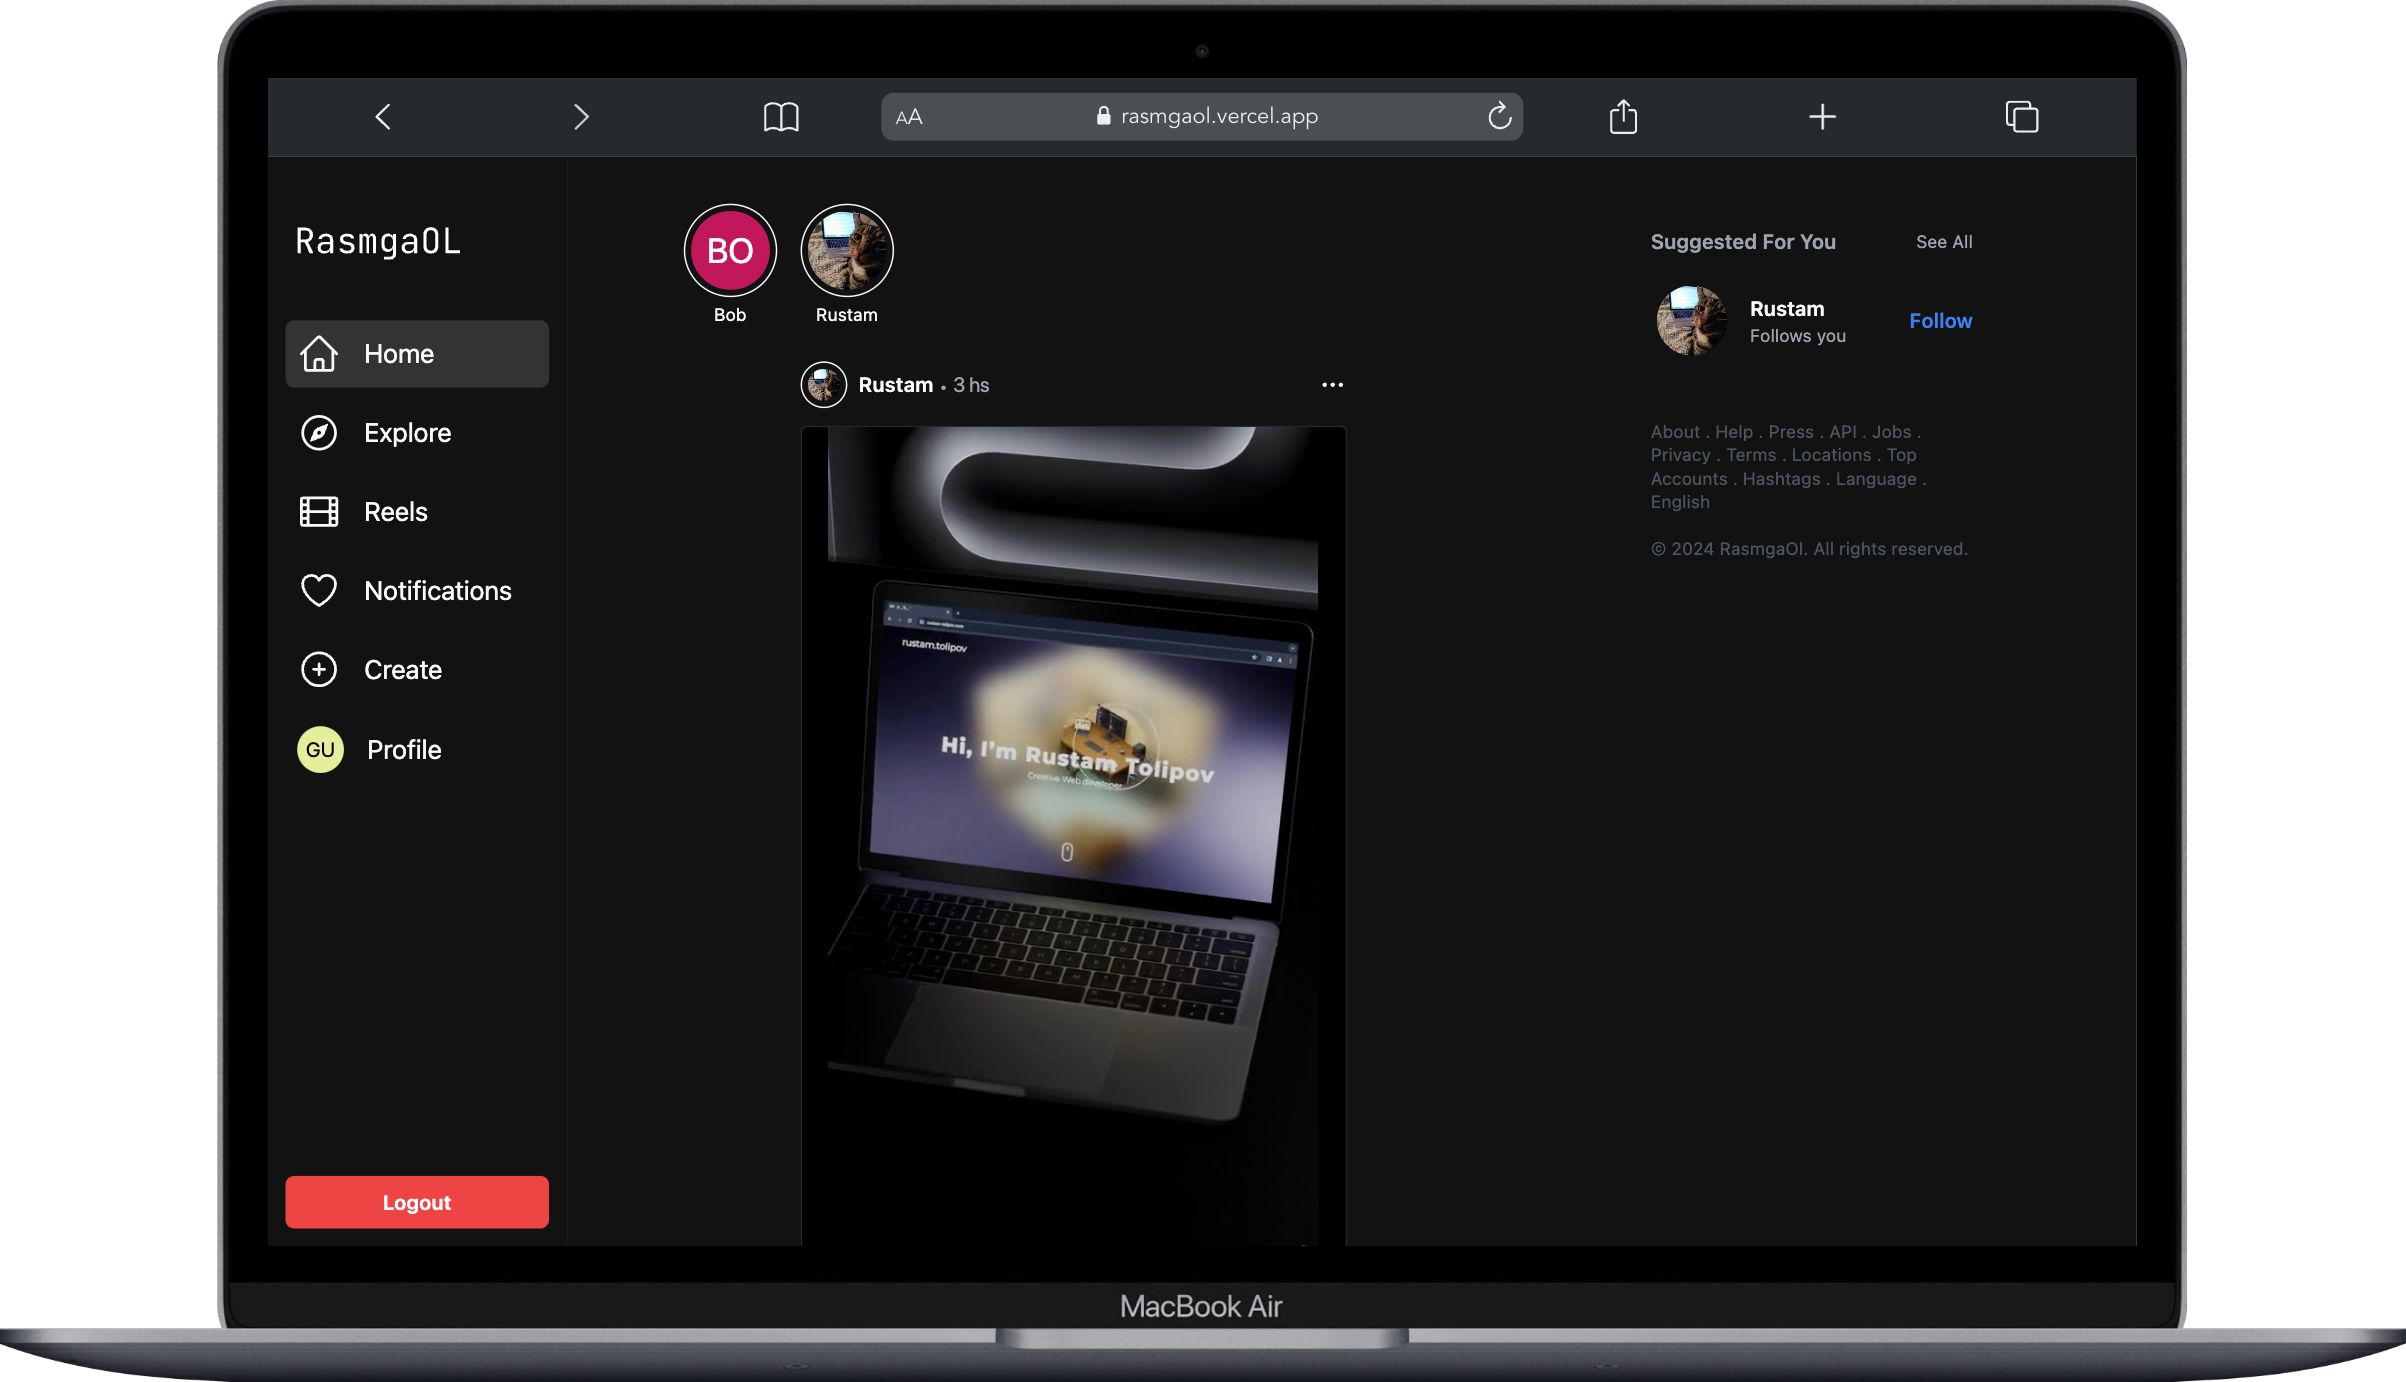 AA
rasmgaol.vercel.app
RasmgaOL
Home
Explore
Reels
Notifications
Create
GU
Profile
Logout
BO
Bob
Rustam
Rustam • 3 hs
rustam.tolipov
Hi, I'm Rustam Tolipov
Creative Web developer
Suggested For You
See All
Rustam
Follows you
Follow
About . Help . Press . API . Jobs .
Privacy . Terms . Locations . Top
Accounts . Hashtags . Language .
English
© 2024 RasmgaOl. All rights reserved.
MacBook Air